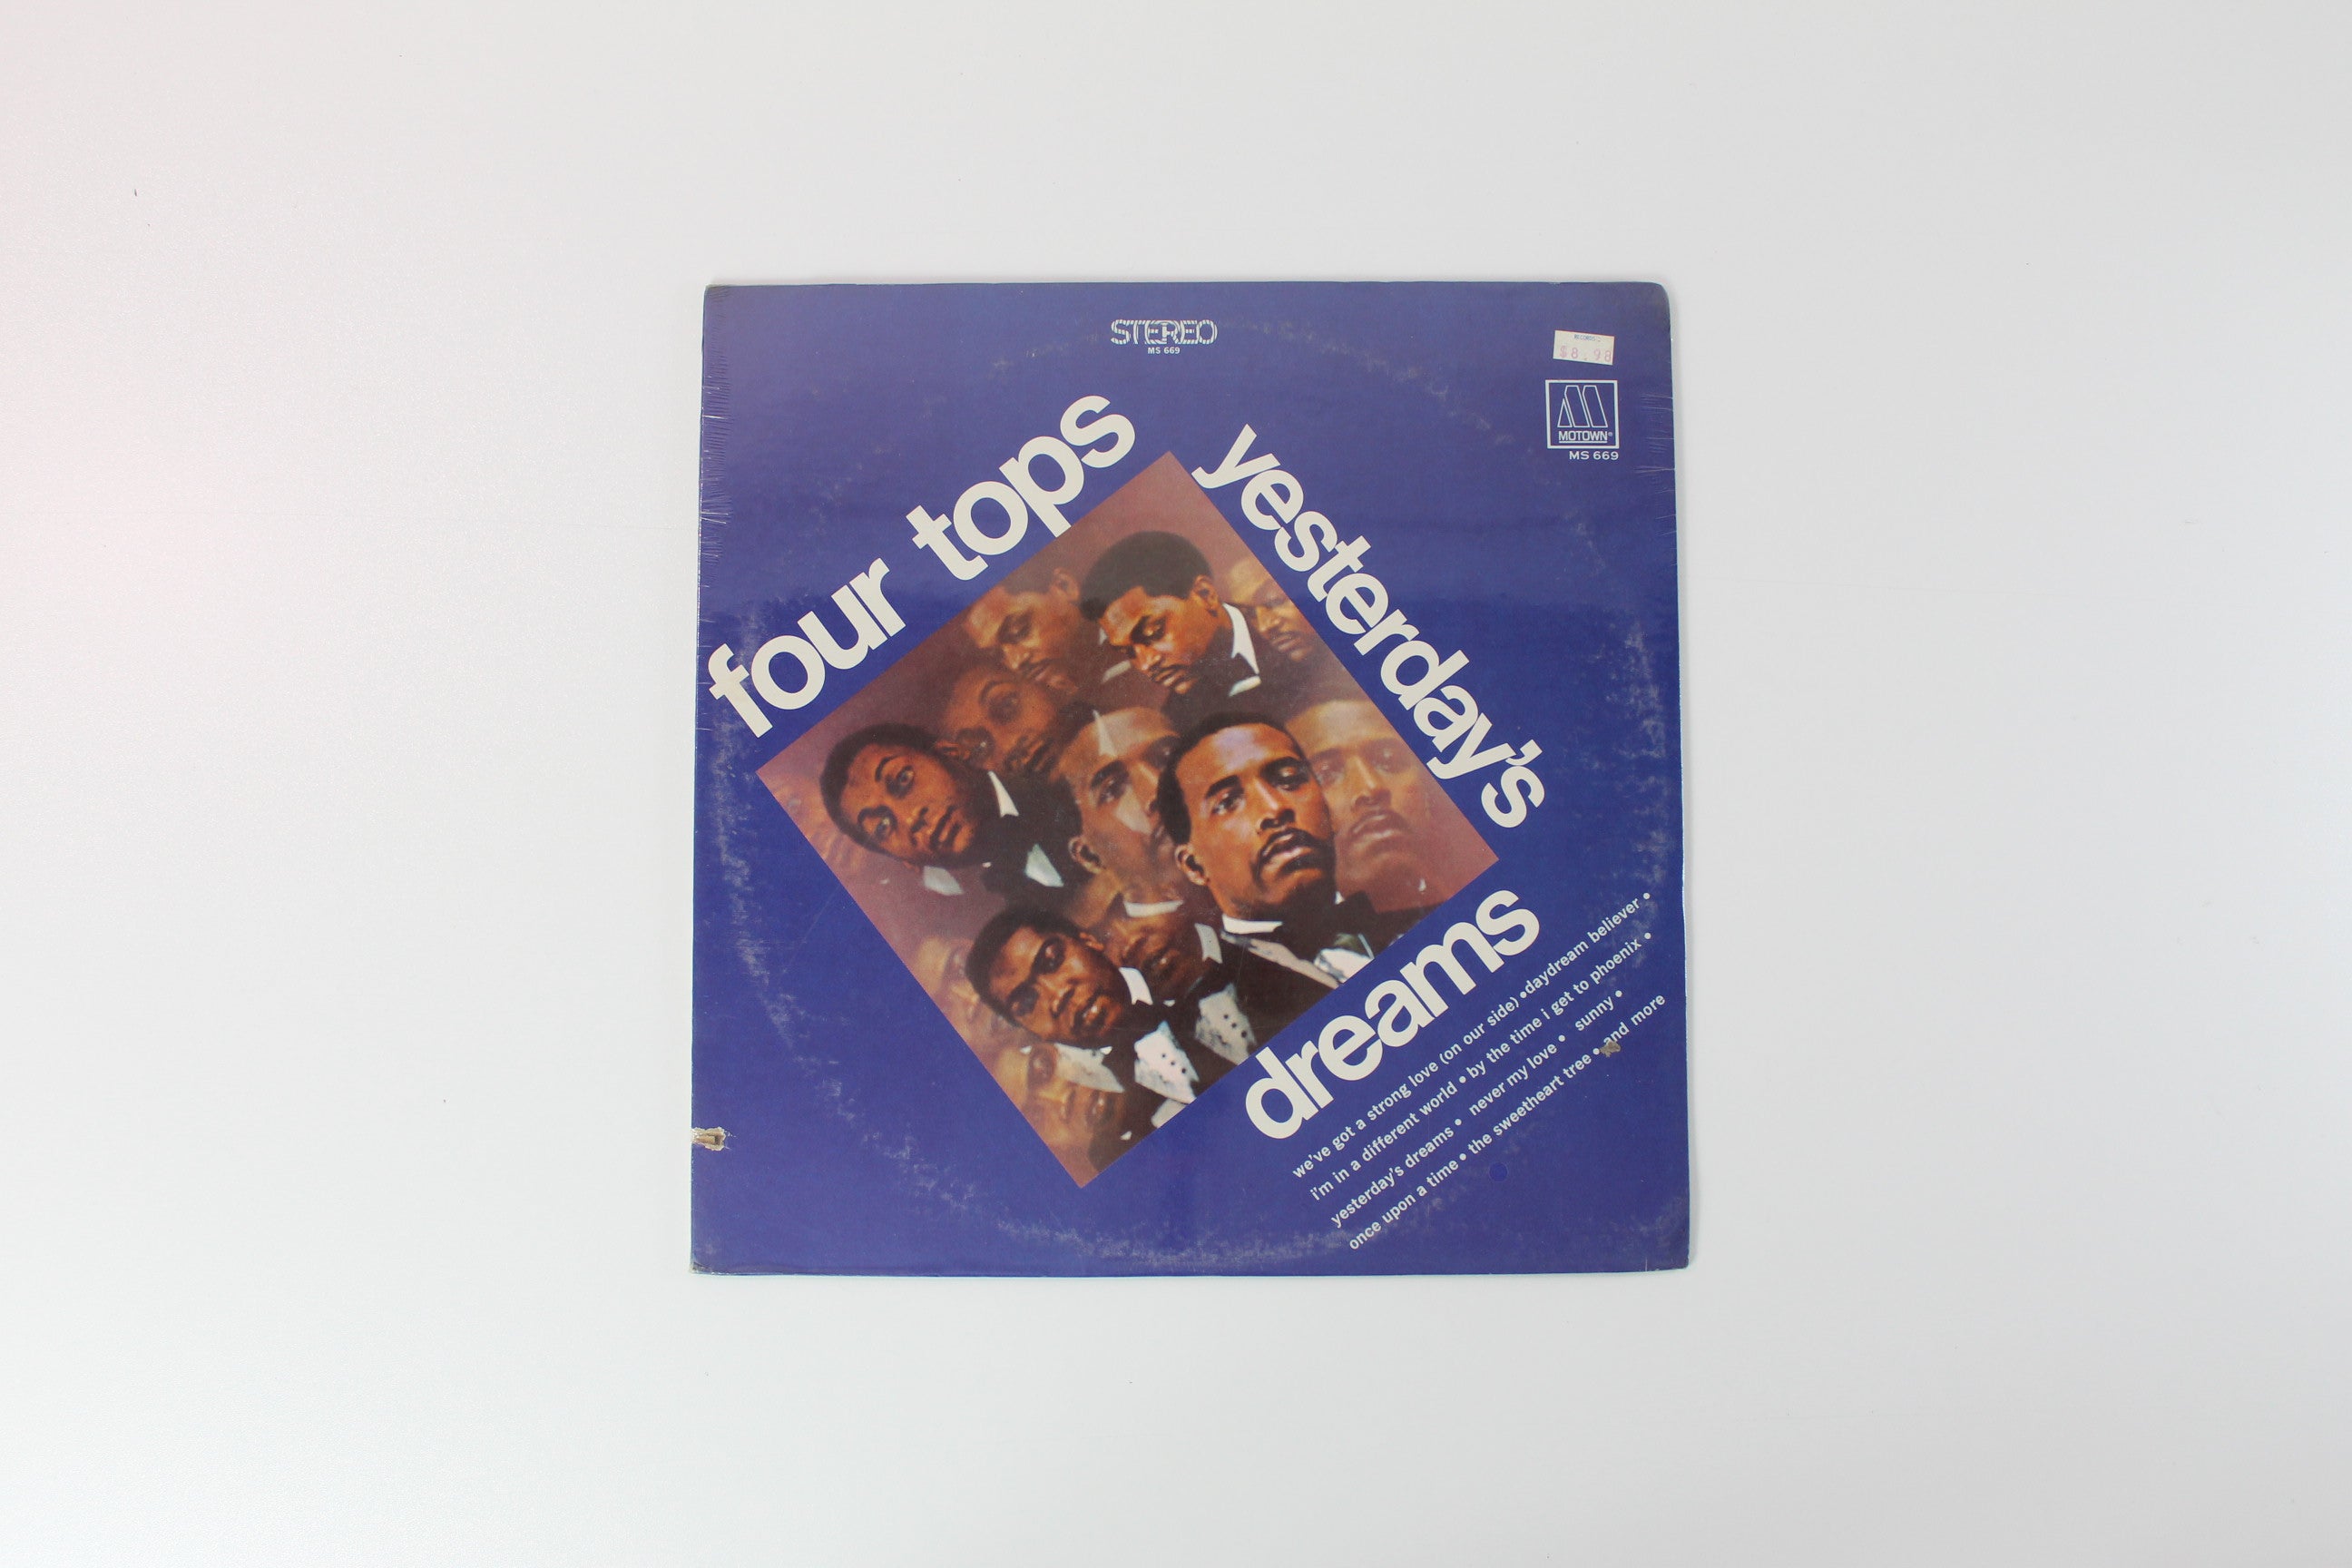 STEREO
MS 669
RECORDS
$8.98
MOTOWN®
MS 669
four tops
yesterday's
dreams
we've got a strong love (on our side) • daydream believer •
i'm in a different world • by the time i get to phoenix •
yesterday's dreams • never my love • sunny •
once upon a time • the sweetheart tree • and more